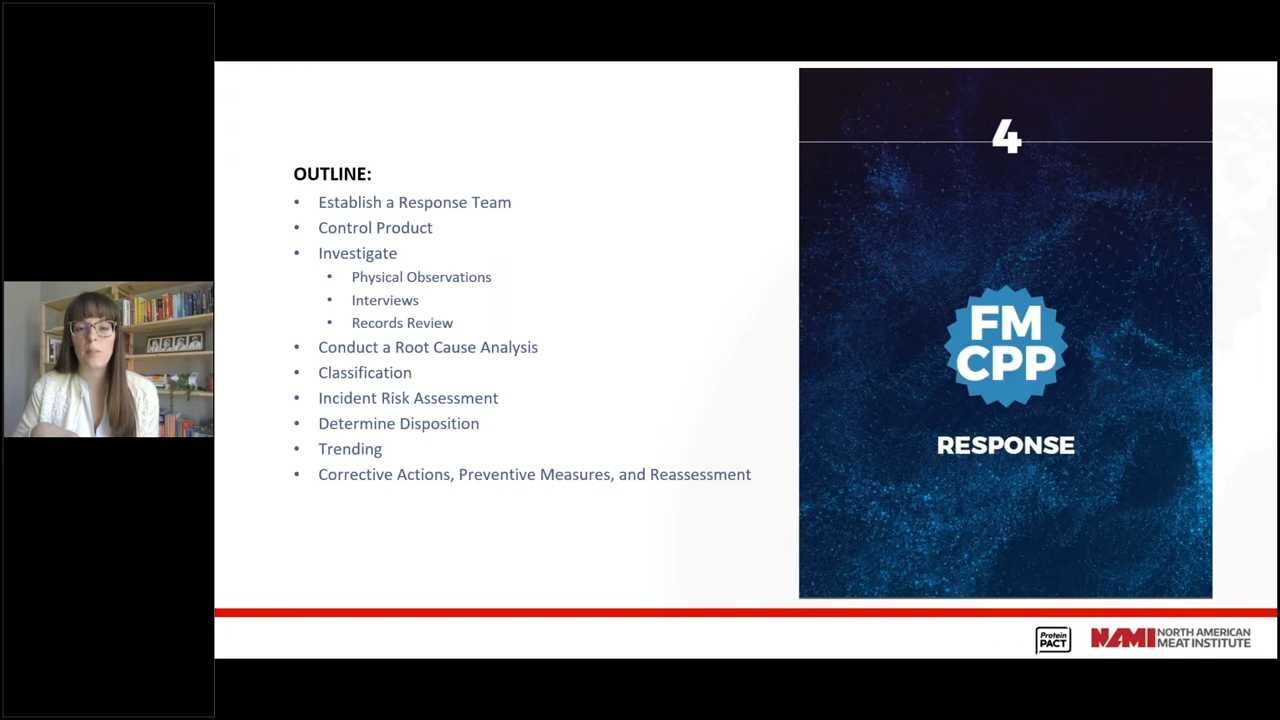 OUTLINE:
• Establish a Response Team
• Control Product
• Investigate
• Physical Observations
• Interviews
• Records Review
• Conduct a Root Cause Analysis
• Classification
• Incident Risk Assessment
• Determine Disposition
• Trending
• Corrective Actions, Preventive Measures, and Reassessment
4
FM
CPP
RESPONSE
Protein
PACT
NAMI
NORTH AMERICAN
MEAT INSTITUTE